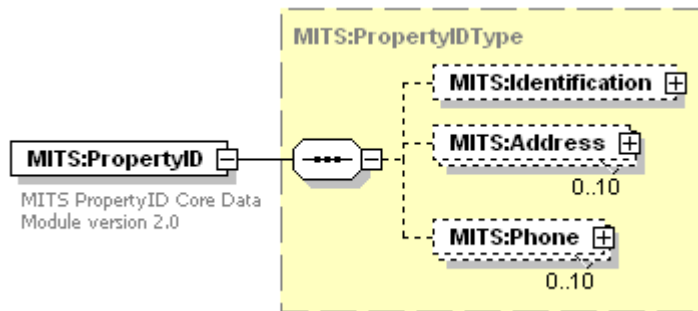 MITS:PropertyIDType
MITS:Identification
MITS:Address
0..10
MITS:PropertyID
MITS PropertyID Core Data
Module version 2.0
MITS:Phone
0..10